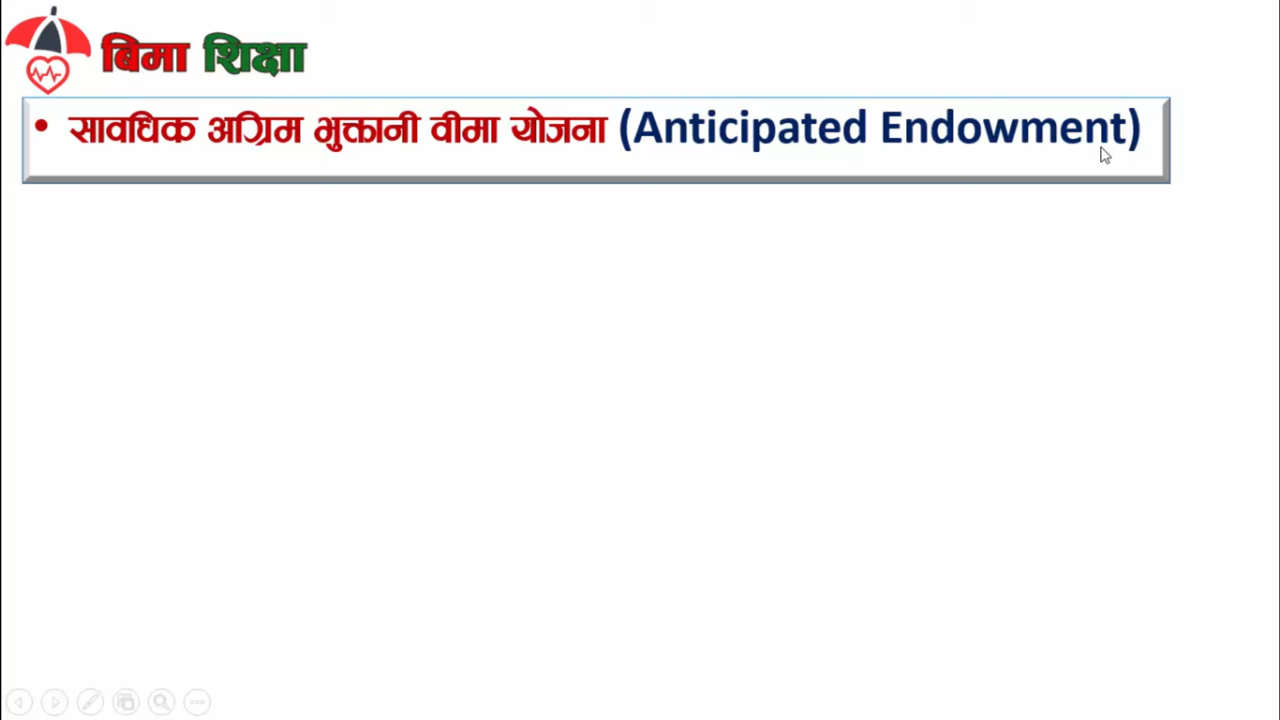 बिमा शिक्षा
• सावधिक अग्रिम भुक्तानी वीमा योजना (Anticipated Endowment)